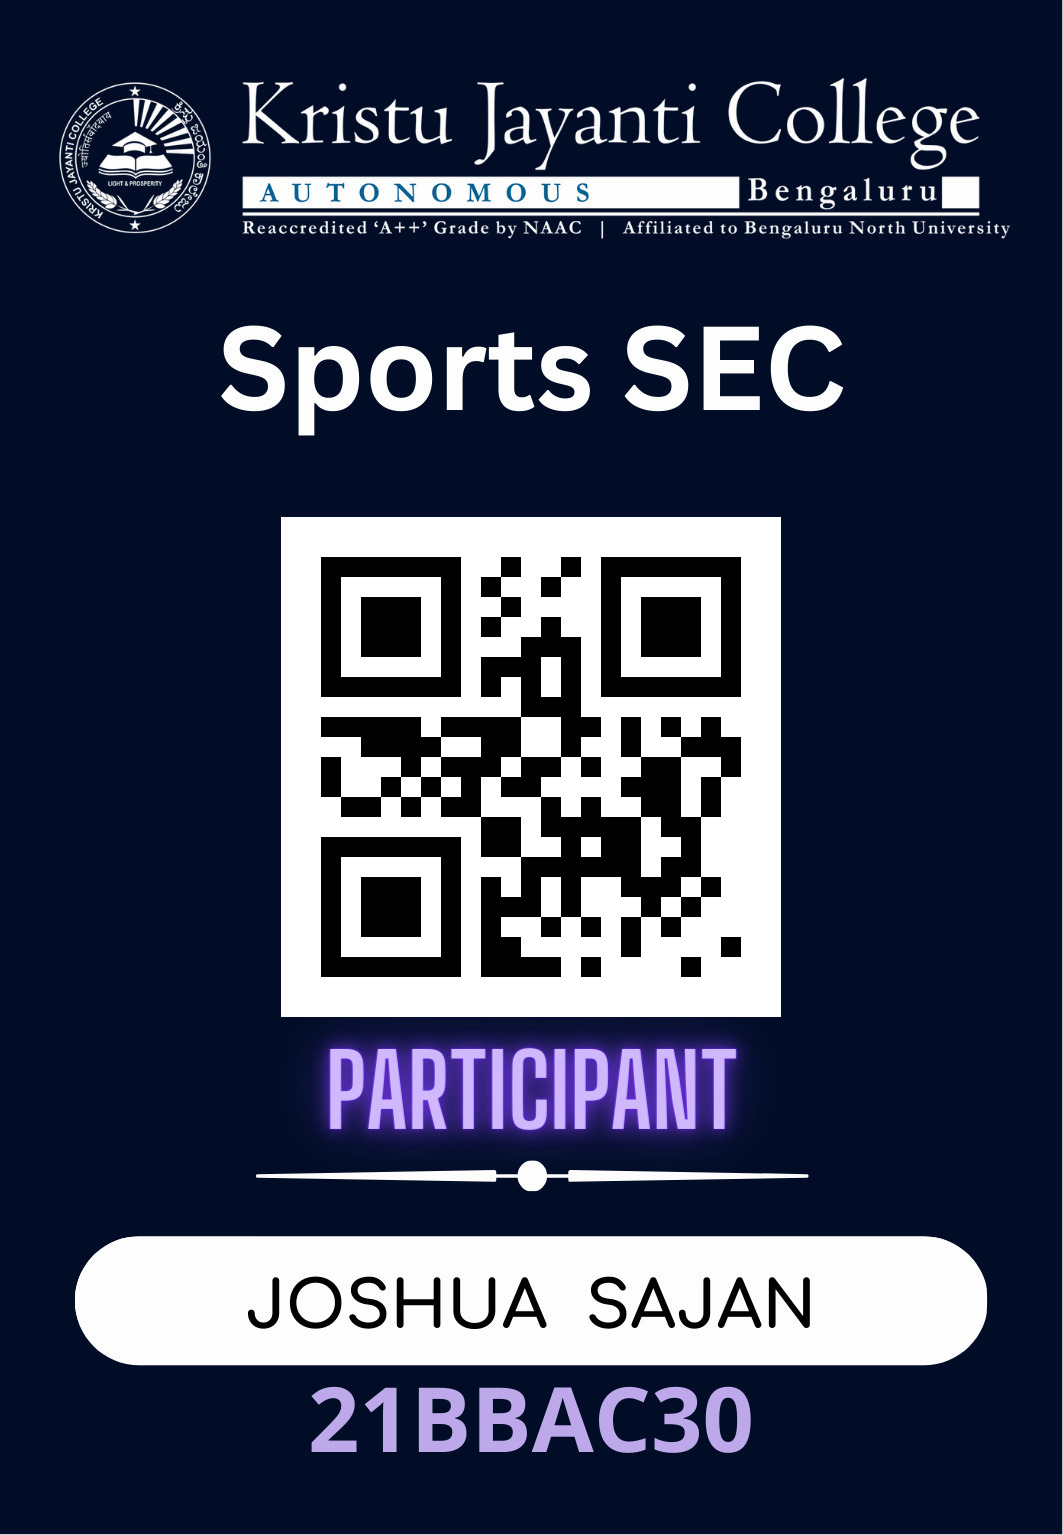 Kristu Jayanti College
AUTONOMOUS Bengaluru
Reaccredited ‘A++’ Grade by NAAC | Affiliated to Bengaluru North University
KRISTU JAYANTI COLLEGE
LIGHT & PROSPERITY
Sports SEC
PARTICIPANT
JOSHUA SAJAN
21BBAC30